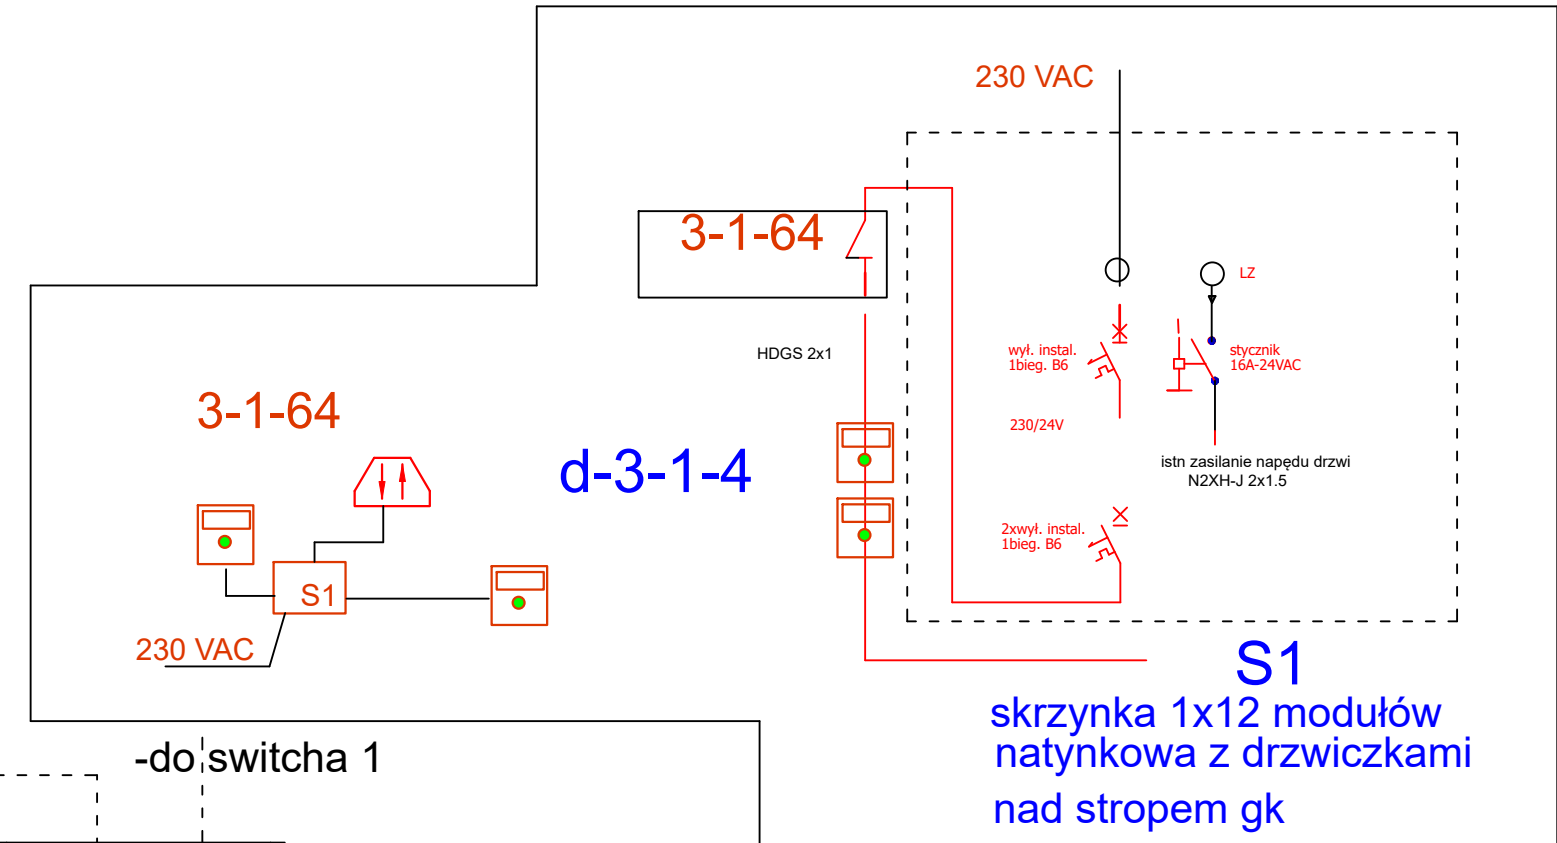 230 VAC
3-1-64
LZ
HDGS 2x1
wył. instal.
1bieg. B6
stycznik
16A-24VAC
3-1-64
230/24V
d-3-1-4
istn zasilanie napędu drzwi
N2XH-J 2x1.5
2xwył. instal.
1bieg. B6
S1
230 VAC
S1
skrzynka 1x12 modułów
natynkowa z drzwiczkami
nad stropem gk
-do switcha 1